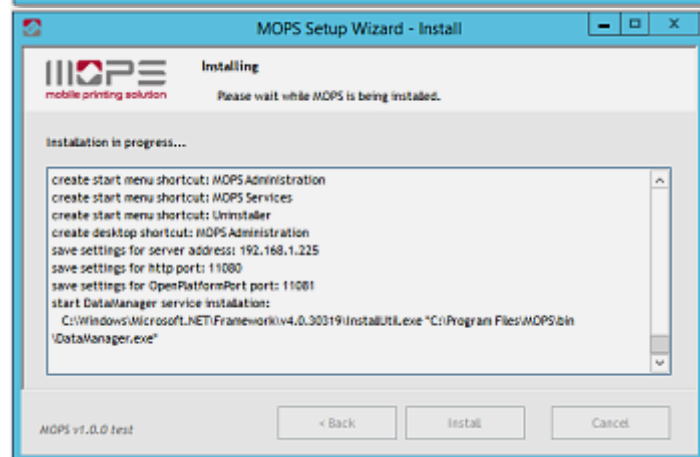 MOPS Setup Wizard - Install
MOPS
mobile printing solution
Installing
Please wait while MOPS is being installed.
Installation in progress...
create start menu shortcut: MOPS Administration
create start menu shortcut: MOPS Services
create start menu shortcut: Uninstaller
create desktop shortcut: MOPS Administration
save settings for server address: 192.168.1.225
save settings for http port: 11080
save settings for OpenPlatformPort port: 11081
start DataManager service installation:
C:\Windows\Microsoft.NET\Framework\v4.0.30319\InstallUtil.exe "C:\Program Files\MOPS\bin
\DataManager.exe"
MOPS v1.0.0 test
< Back
Install
Cancel